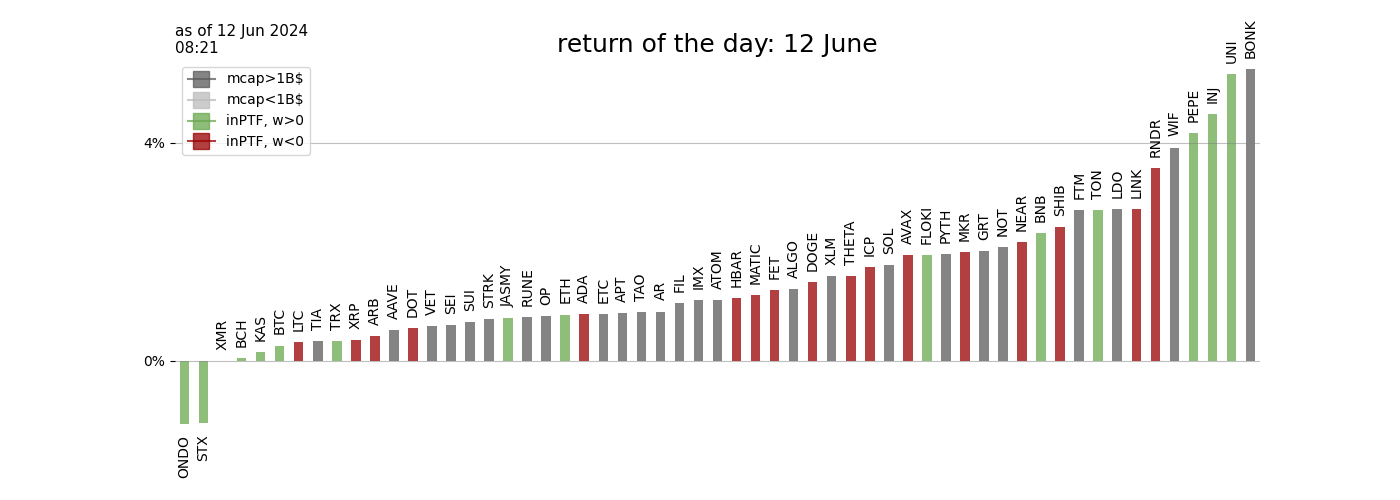 as of 12 Jun 2024
08:21
return of the day: 12 June
mcap>1B$
mcap<1B$
inPTF, w>0
inPTF, w<0
4%
0%
ONDO
STX
XMR
BCH
KAS
BTC
LTC
TIA
TRX
XRP
ARB
AAVE
DOT
VET
SEI
SUI
STRK
JASMY
RUNE
OP
ETH
ADA
ETC
APT
TAO
AR
FIL
IMX
ATOM
HBAR
MATIC
FET
ALGO
DOGE
XLM
THETA
ICP
SOL
AVAX
FLOKI
PYTH
MKR
GRT
NOT
NEAR
BNB
SHIB
FTM
TON
LDO
LINK
RNDR
WIF
PEPE
INJ
UNI
BONK